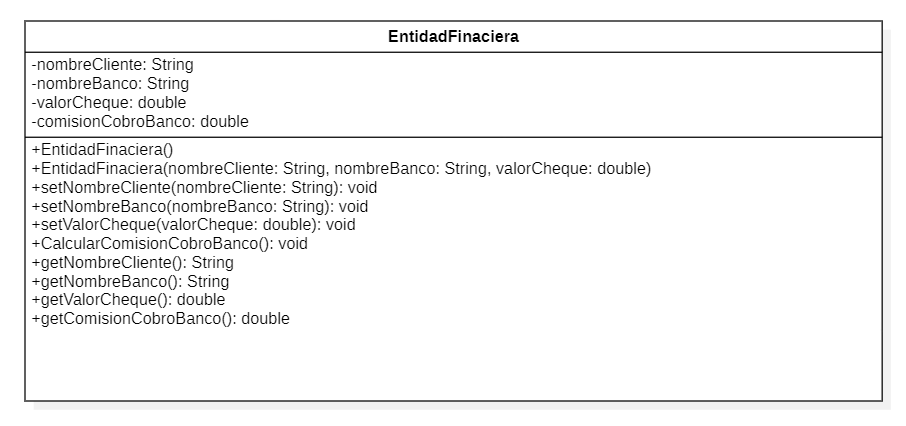 EntidadFinaciera
-nombreCliente: String
-nombreBanco: String
-valorCheque: double
-comisionCobroBanco: double
+EntidadFinaciera()
+EntidadFinaciera(nombreCliente: String, nombreBanco: String, valorCheque: double)
+setNombreCliente(nombreCliente: String): void
+setNombreBanco(nombreBanco: String): void
+setValorCheque(valorCheque: double): void
+CalcularComisionCobroBanco(): void
+getNombreCliente(): String
+getNombreBanco(): String
+getValorCheque(): double
+getComisionCobroBanco(): double